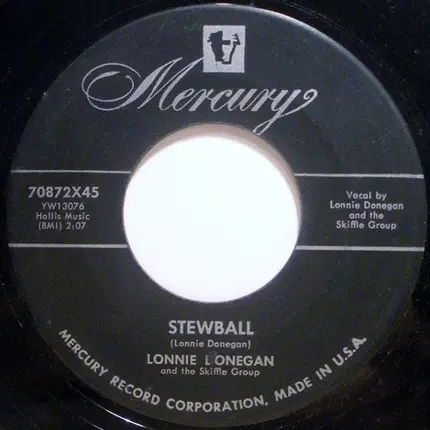 Mercury
70872X45
YW13076
Hollis Music
(BMI) 2:07
Vocal by
Lonnie Donegan
and the
Skiffle Group
STEWBALL
(Lonnie Donegan)
LONNIE DONEGAN
and the Skiffle Group
MERCURY RECORD CORPORATION, MADE IN U.S.A.